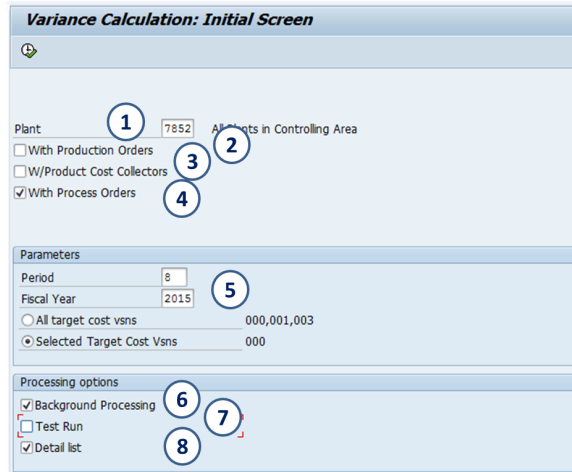 Variance Calculation: Initial Screen
Plant 1 7852 All Plants in Controlling Area
With Production Orders 2
W/Product Cost Collectors 3
With Process Orders 4
Parameters
Period 8
Fiscal Year 2015 5
All target cost vsns 000,001,003
Selected Target Cost Vsns 000
Processing options
Background Processing 6
Test Run 7
Detail list 8